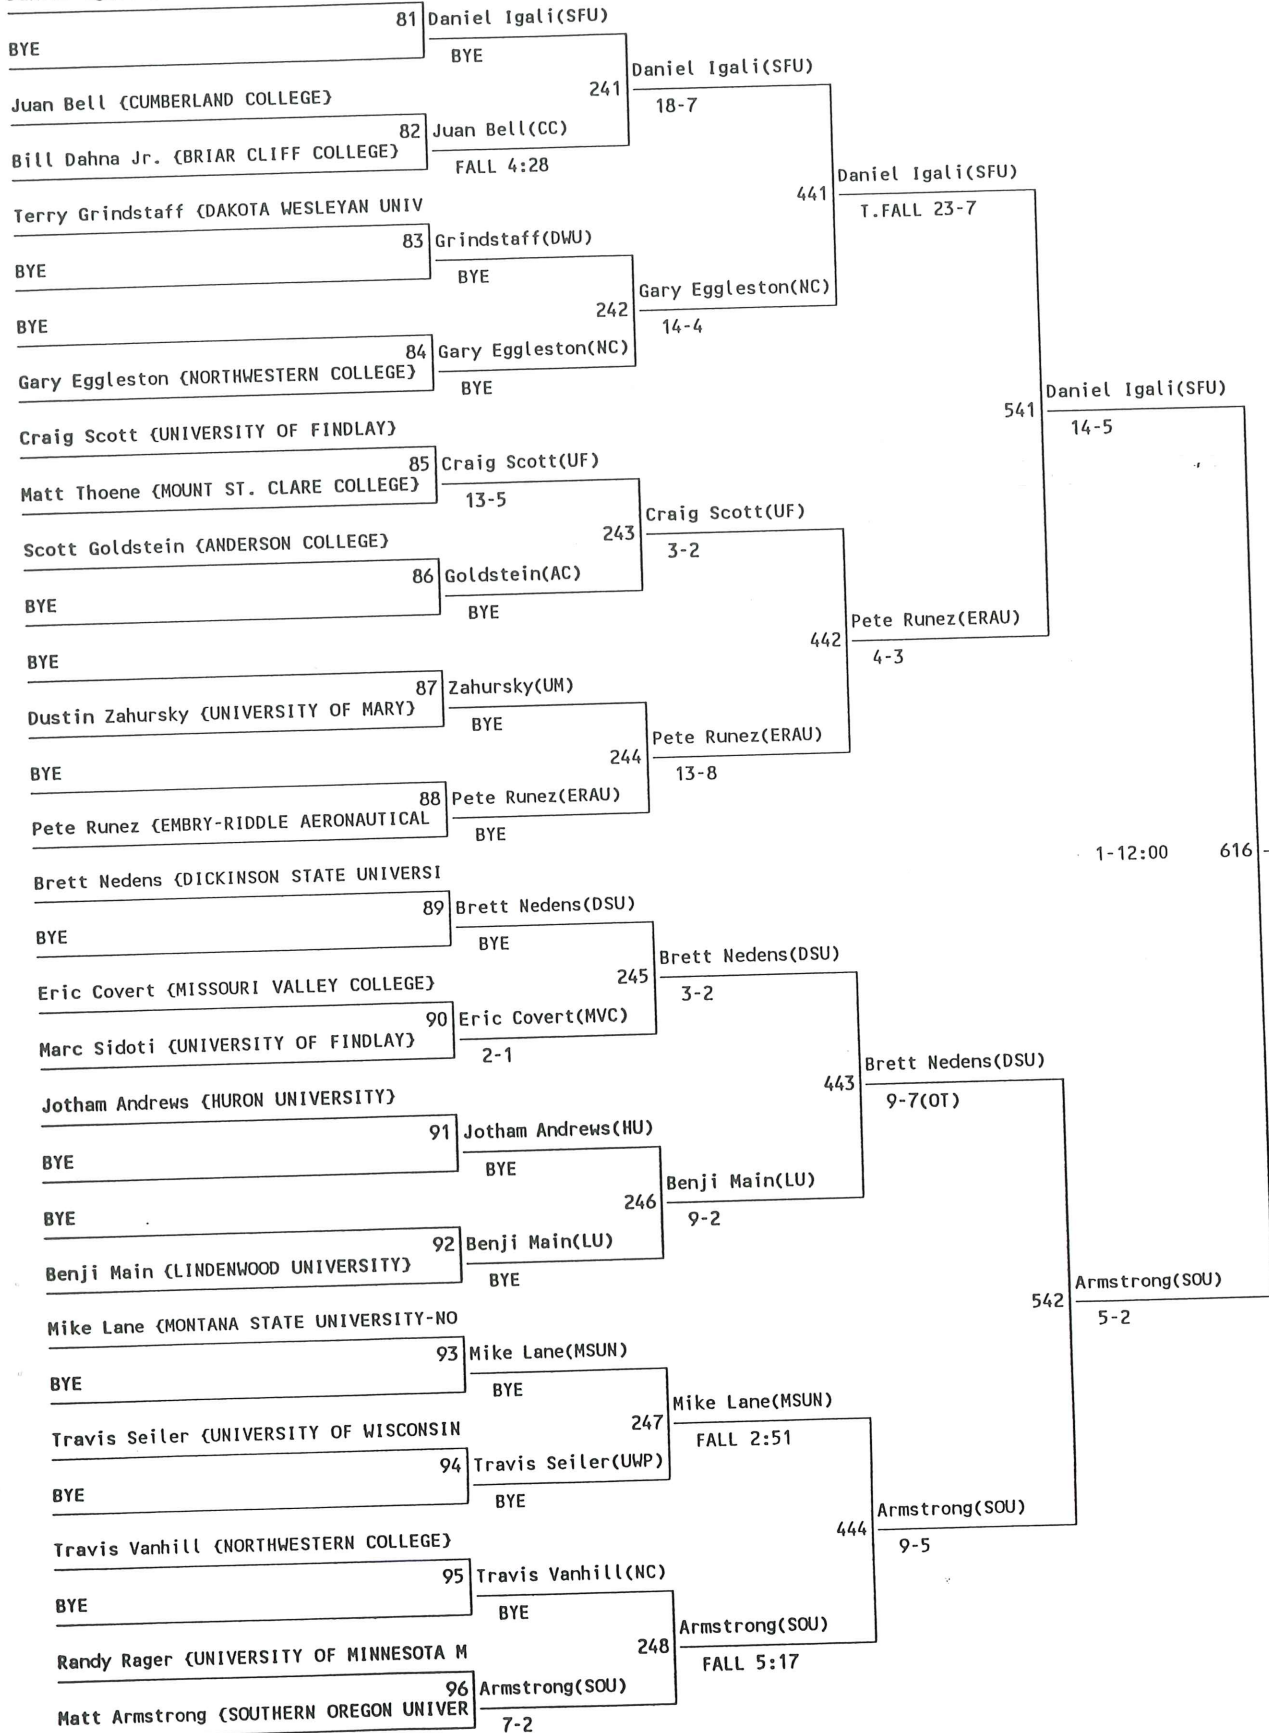 81 Daniel Igali(SFU)
BYE
BYE
Daniel Igali(SFU)
241
18-7
Juan Bell {CUMBERLAND COLLEGE}
82 Juan Bell(CC)
Bill Dahna Jr. {BRIAR CLIFF COLLEGE}
FALL 4:28
Daniel Igali(SFU)
441
T.FALL 23-7
Terry Grindstaff {DAKOTA WESLEYAN UNIV
83 Grindstaff(DWU)
BYE
BYE
Gary Eggleston(NC)
242
14-4
BYE
84 Gary Eggleston(NC)
Gary Eggleston {NORTHWESTERN COLLEGE}
BYE
Daniel Igali(SFU)
541
14-5
Craig Scott {UNIVERSITY OF FINDLAY}
85 Craig Scott(UF)
Matt Thoene {MOUNT ST. CLARE COLLEGE}
13-5
Craig Scott(UF)
243
3-2
Scott Goldstein {ANDERSON COLLEGE}
86 Goldstein(AC)
BYE
BYE
Pete Runez(ERAU)
442
4-3
BYE
87 Zahursky(UM)
Dustin Zahursky {UNIVERSITY OF MARY}
BYE
Pete Runez(ERAU)
244
13-8
BYE
88 Pete Runez(ERAU)
Pete Runez {EMBRY-RIDDLE AERONAUTICAL
BYE
1-12:00 616
Brett Nedens {DICKINSON STATE UNIVERSI
89 Brett Nedens(DSU)
BYE
BYE
Brett Nedens(DSU)
245
3-2
Eric Covert {MISSOURI VALLEY COLLEGE}
90 Eric Covert(MVC)
Marc Sidoti {UNIVERSITY OF FINDLAY}
2-1
Brett Nedens(DSU)
443
9-7(OT)
Jotham Andrews {HURON UNIVERSITY}
91 Jotham Andrews(HU)
BYE
BYE
Benji Main(LU)
246
9-2
BYE
92 Benji Main(LU)
Benji Main {LINDENWOOD UNIVERSITY}
BYE
Armstrong(SOU)
542
5-2
Mike Lane {MONTANA STATE UNIVERSITY-NO
93 Mike Lane(MSUN)
BYE
BYE
Mike Lane(MSUN)
247
FALL 2:51
Travis Seiler {UNIVERSITY OF WISCONSIN
94 Travis Seiler(UWP)
BYE
BYE
Armstrong(SOU)
444
9-5
Travis Vanhill {NORTHWESTERN COLLEGE}
95 Travis Vanhill(NC)
BYE
BYE
Armstrong(SOU)
248
FALL 5:17
Randy Rager {UNIVERSITY OF MINNESOTA M
96 Armstrong(SOU)
Matt Armstrong {SOUTHERN OREGON UNIVER
7-2